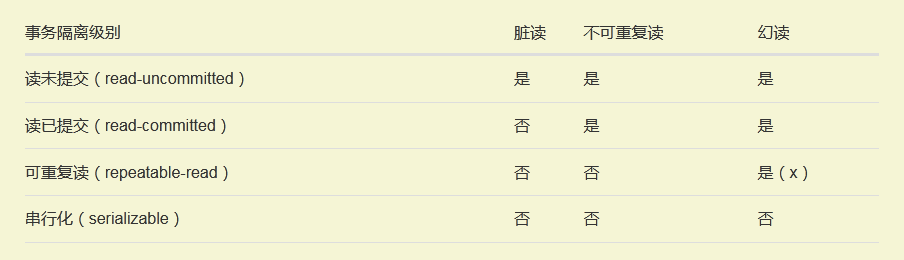 事务隔离级别 脏读 不可重复读 幻读
读未提交（read-uncommitted） 是 是 是
读已提交（read-committed） 否 是 是
可重复读（repeatable-read） 否 否 是（x）
串行化（serializable） 否 否 否